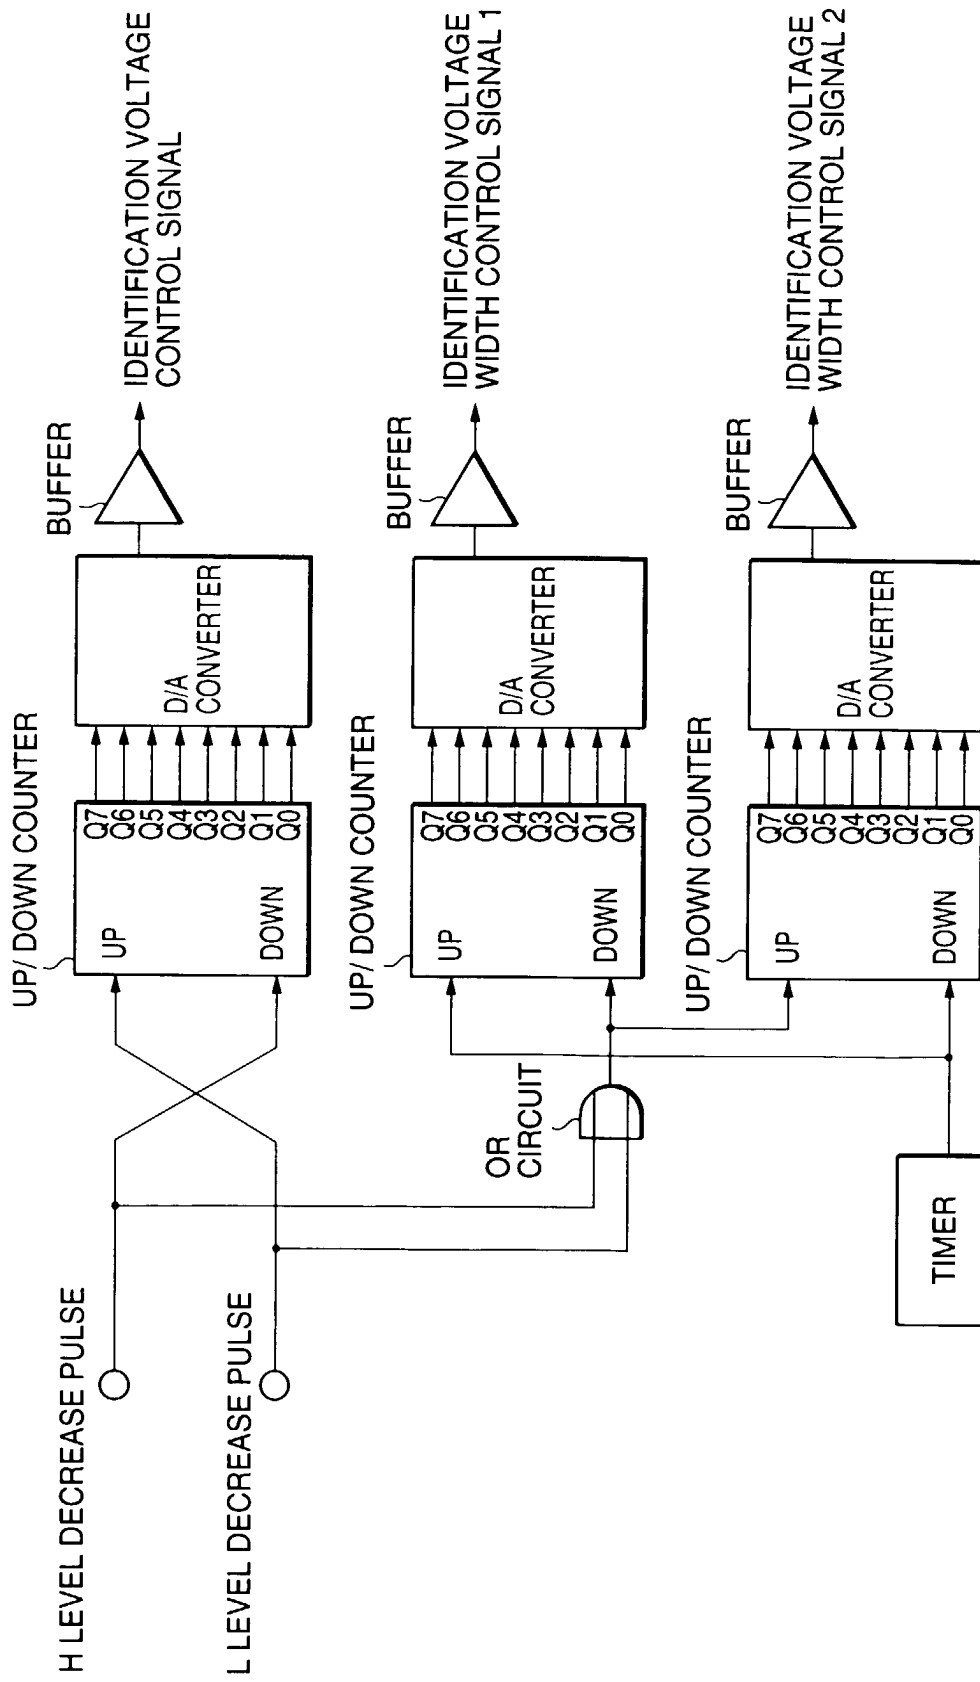 H LEVEL DECREASE PULSE
L LEVEL DECREASE PULSE
UP/ DOWN COUNTER
UP
DOWN
Q7
Q6
Q5
Q4
Q3
Q2
Q1
Q0
D/A
CONVERTER
BUFFER
IDENTIFICATION VOLTAGE
CONTROL SIGNAL
OR
CIRCUIT
UP/ DOWN COUNTER
UP
DOWN
Q7
Q6
Q5
Q4
Q3
Q2
Q1
Q0
D/A
CONVERTER
BUFFER
IDENTIFICATION VOLTAGE
WIDTH CONTROL SIGNAL 1
TIMER
UP/ DOWN COUNTER
UP
DOWN
Q7
Q6
Q5
Q4
Q3
Q2
Q1
Q0
D/A
CONVERTER
BUFFER
IDENTIFICATION VOLTAGE
WIDTH CONTROL SIGNAL 2